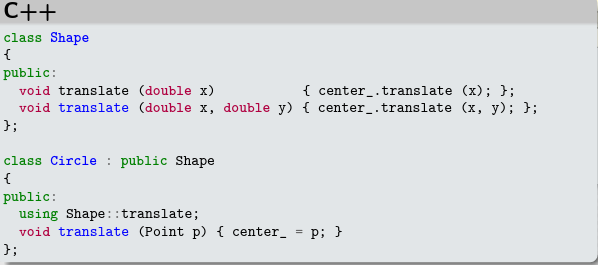 C++
class Shape
{
public:
  void translate (double x)           { center_.translate (x); };
  void translate (double x, double y) { center_.translate (x, y); };
};

class Circle : public Shape
{
public:
  using Shape::translate;
  void translate (Point p) { center_ = p; }
};